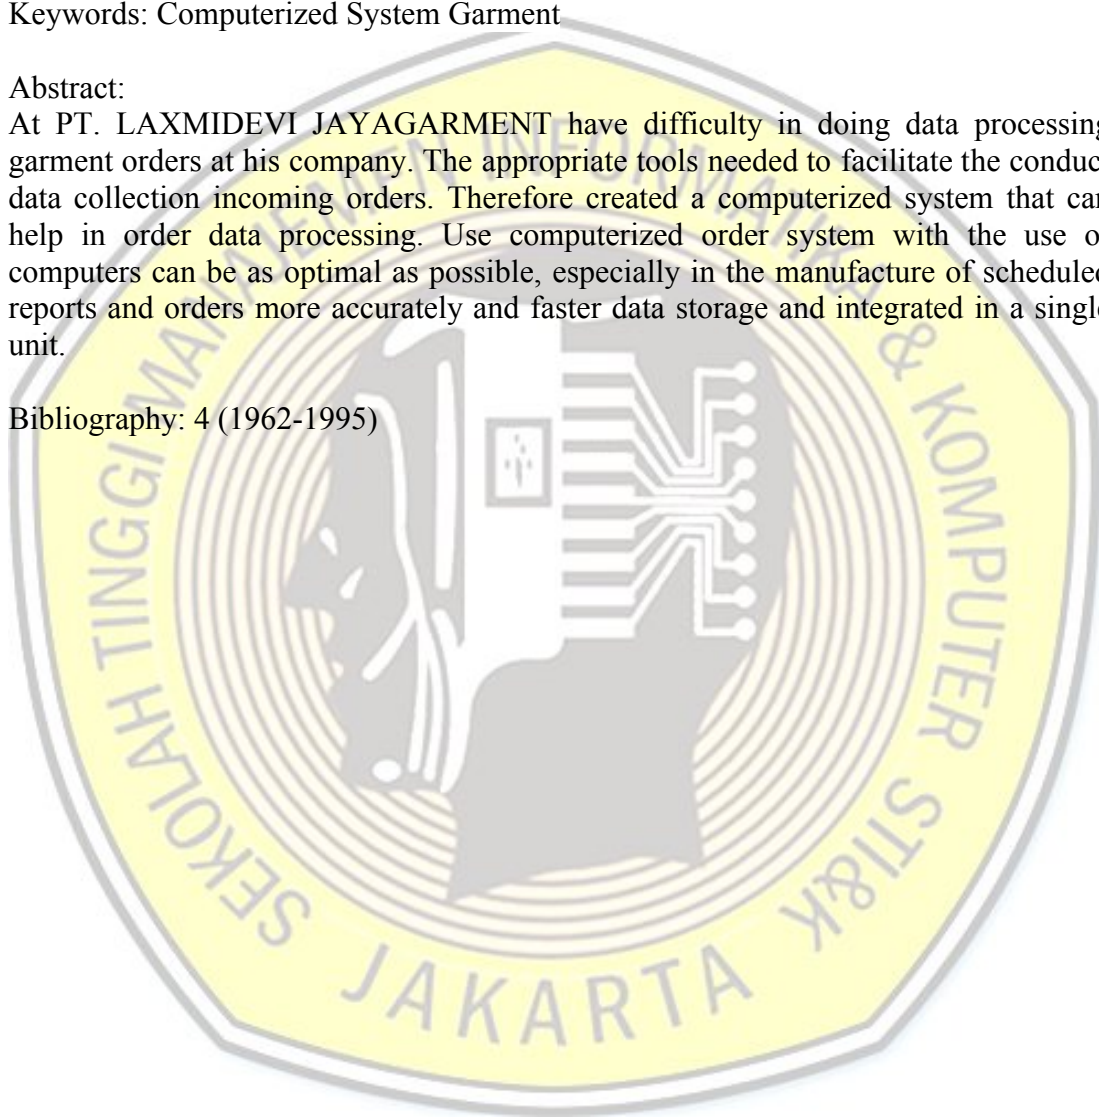 Keywords: Computerized System Garment
Abstract:
At PT. LAXMIDEVI JAYAGARMENT have difficulty in doing data processing
garment orders at his company. The appropriate tools needed to facilitate the conduc
data collection incoming orders. Therefore created a computerized system that can
help in order data processing. Use computerized order system with the use o
computers can be as optimal as possible, especially in the manufacture of scheduled
reports and orders more accurately and faster data storage and integrated in a single
unit.
Bibliography: 4 (1962-1995)
SEKOLAH TINGGI MANAJEMEN INFORMATIKA & KOMPUTER STI&K
JAKARTA